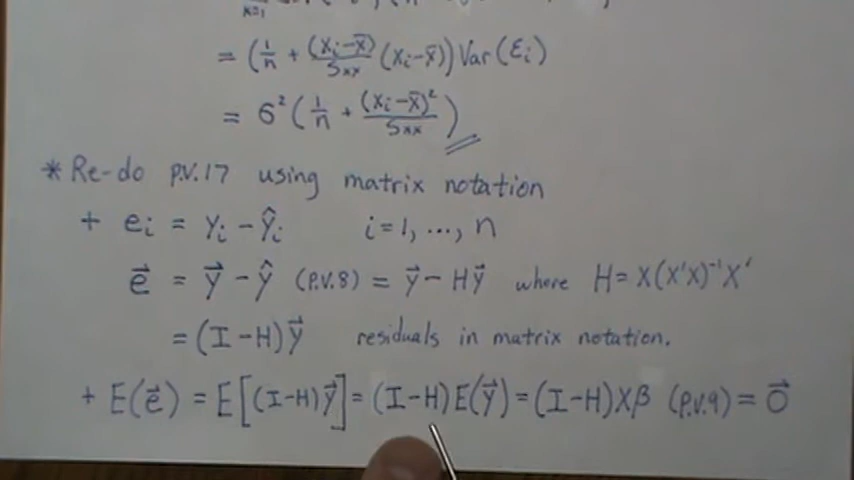 = (1/n + (xᵢ-x̄)/Sxx (xᵢ-x̄)) Var(εᵢ)
= 6² (1/n + (xᵢ-x̄)²/Sxx)
* Re-do p.V.17 using matrix notation
+ eᵢ = yᵢ - ŷᵢ i=1, ..., n
e⃗ = y⃗ - ŷ (p.V.8) = y⃗ - Hy⃗ where H = X(X'X)⁻¹X'
= (I-H)y⃗ residuals in matrix notation.
+ E(e⃗) = E[(I-H)y⃗] = (I-H)E(y⃗) = (I-H)Xβ (p.V.9) = 0⃗